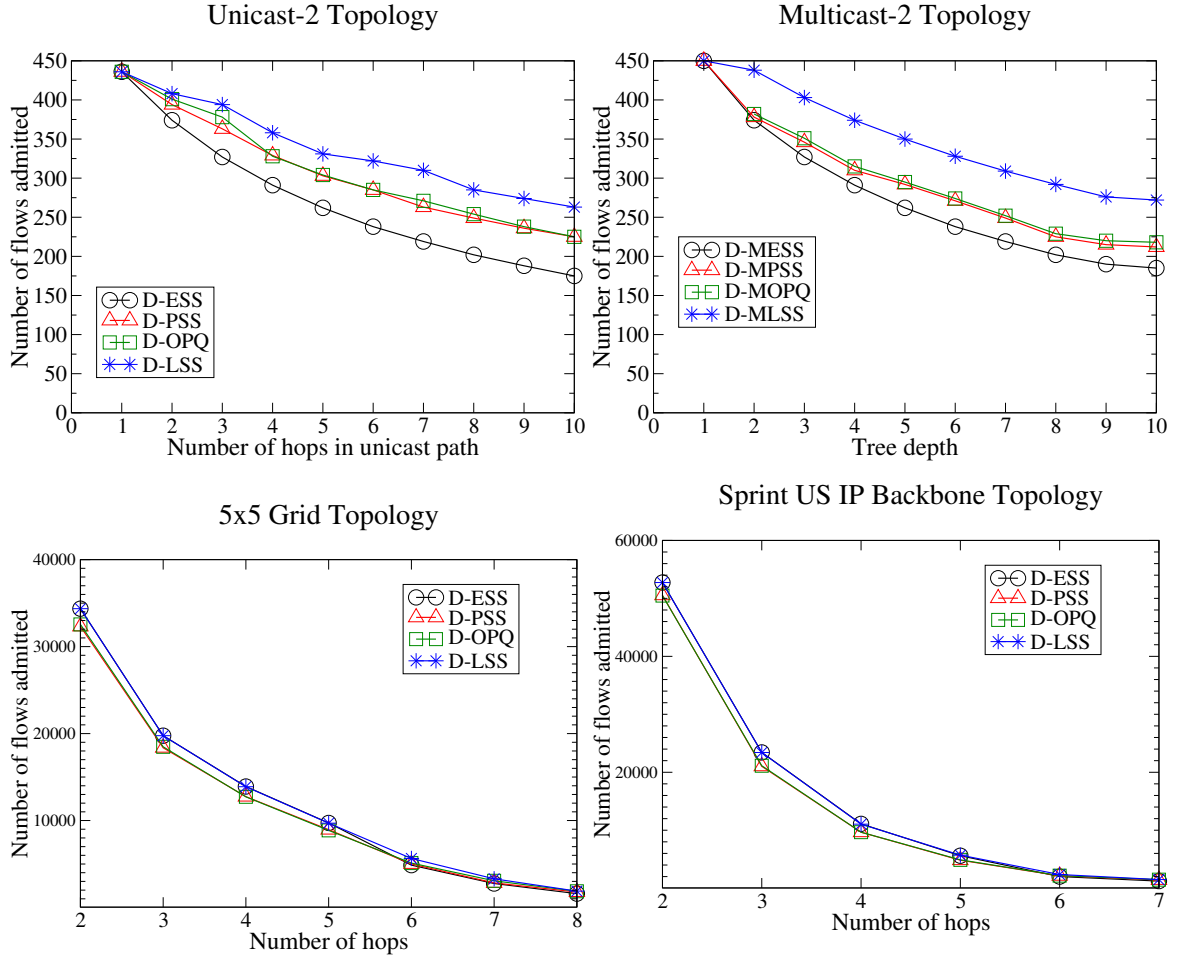 Unicast-2 Topology
Number of flows admitted
450
400
350
300
250
200
150
100
50
0
D-ESS
D-PSS
D-OPQ
D-LSS
0 1 2 3 4 5 6 7 8 9 10
Number of hops in unicast path
Multicast-2 Topology
Number of flows admitted
450
400
350
300
250
200
150
100
50
0
D-MESS
D-MPSS
D-MOPQ
D-MLSS
0 1 2 3 4 5 6 7 8 9 10
Tree depth
5x5 Grid Topology
Number of flows admitted
40000
30000
20000
10000
D-ESS
D-PSS
D-OPQ
D-LSS
2 3 4 5 6 7 8
Number of hops
Sprint US IP Backbone Topology
Number of flows admitted
60000
40000
20000
D-ESS
D-PSS
D-OPQ
D-LSS
2 3 4 5 6 7
Number of hops